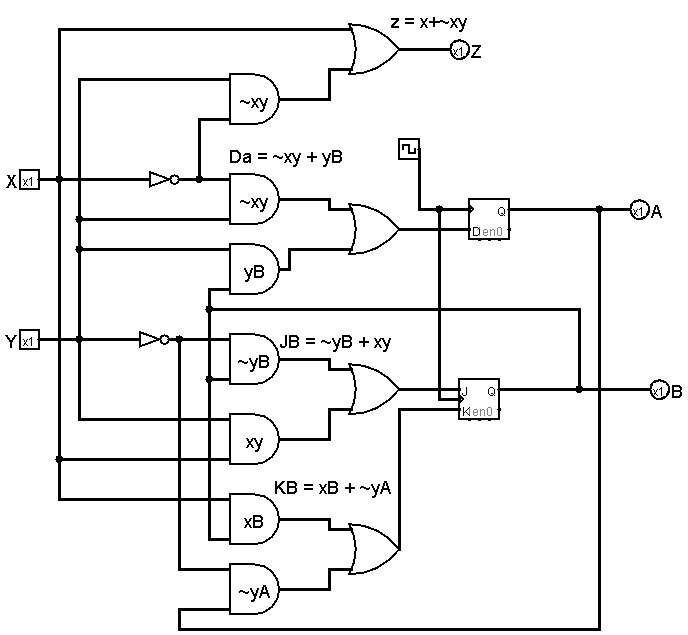 z = x+~xy
x1 Z
~xy
Da = ~xy + yB
X x1
~xy
Q
D en0
x1 A
yB
Y x1
~yB
JB = ~yB + xy
J Q
K en0
x1 B
xy
KB = xB + ~yA
xB
~yA